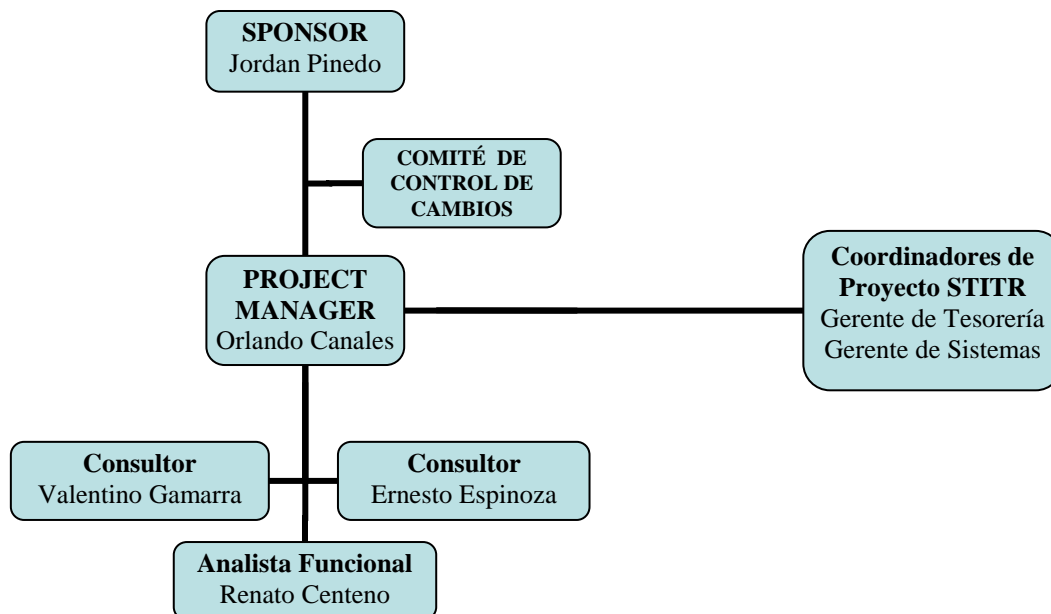 SPONSOR
Jordan Pinedo
COMITÉ DE
CONTROL DE
CAMBIOS
PROJECT
MANAGER
Orlando Canales
Coordinadores de
Proyecto STITR
Gerente de Tesorería
Gerente de Sistemas
Consultor
Valentino Gamarra
Consultor
Ernesto Espinoza
Analista Funcional
Renato Centeno